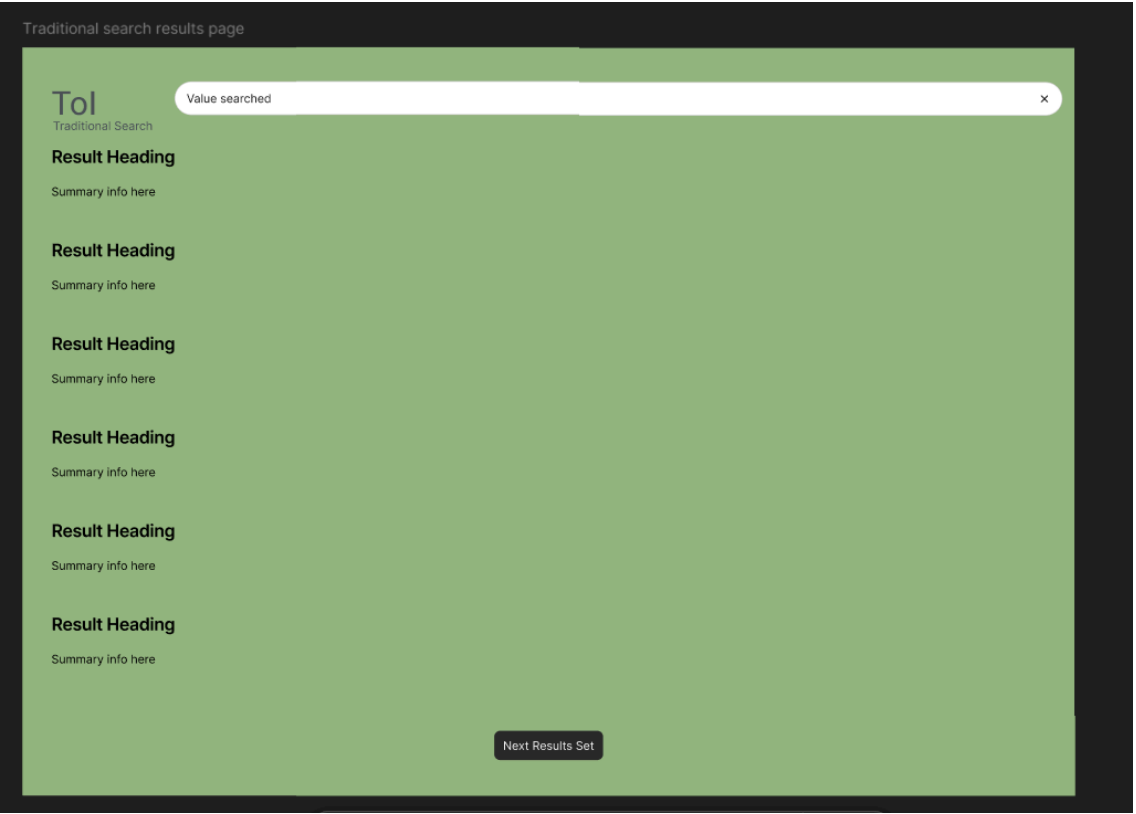 Traditional search results page
ToI
Value searched ×
Traditional Search
Result Heading
Summary info here
Result Heading
Summary info here
Result Heading
Summary info here
Result Heading
Summary info here
Result Heading
Summary info here
Result Heading
Summary info here
Next Results Set